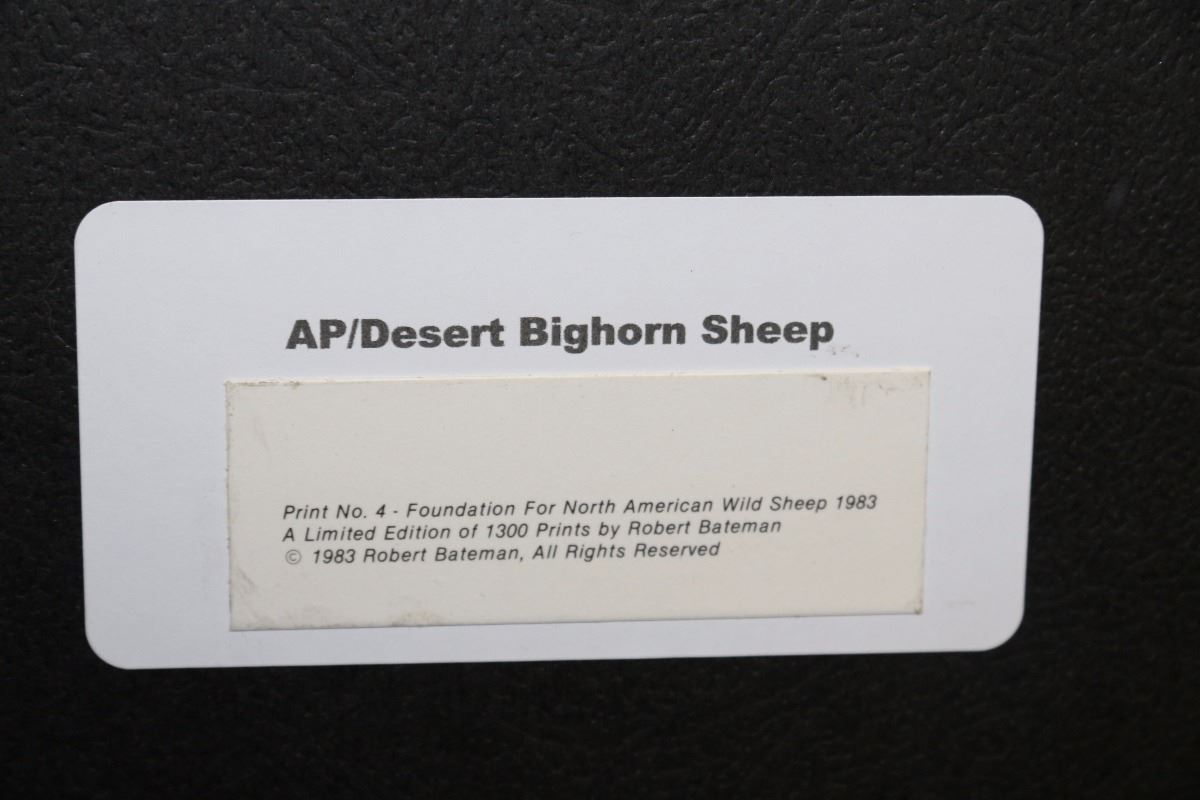 AP/Desert Bighorn Sheep
Print No. 4 - Foundation For North American Wild Sheep 1983
A Limited Edition of 1300 Prints by Robert Bateman
© 1983 Robert Bateman, All Rights Reserved